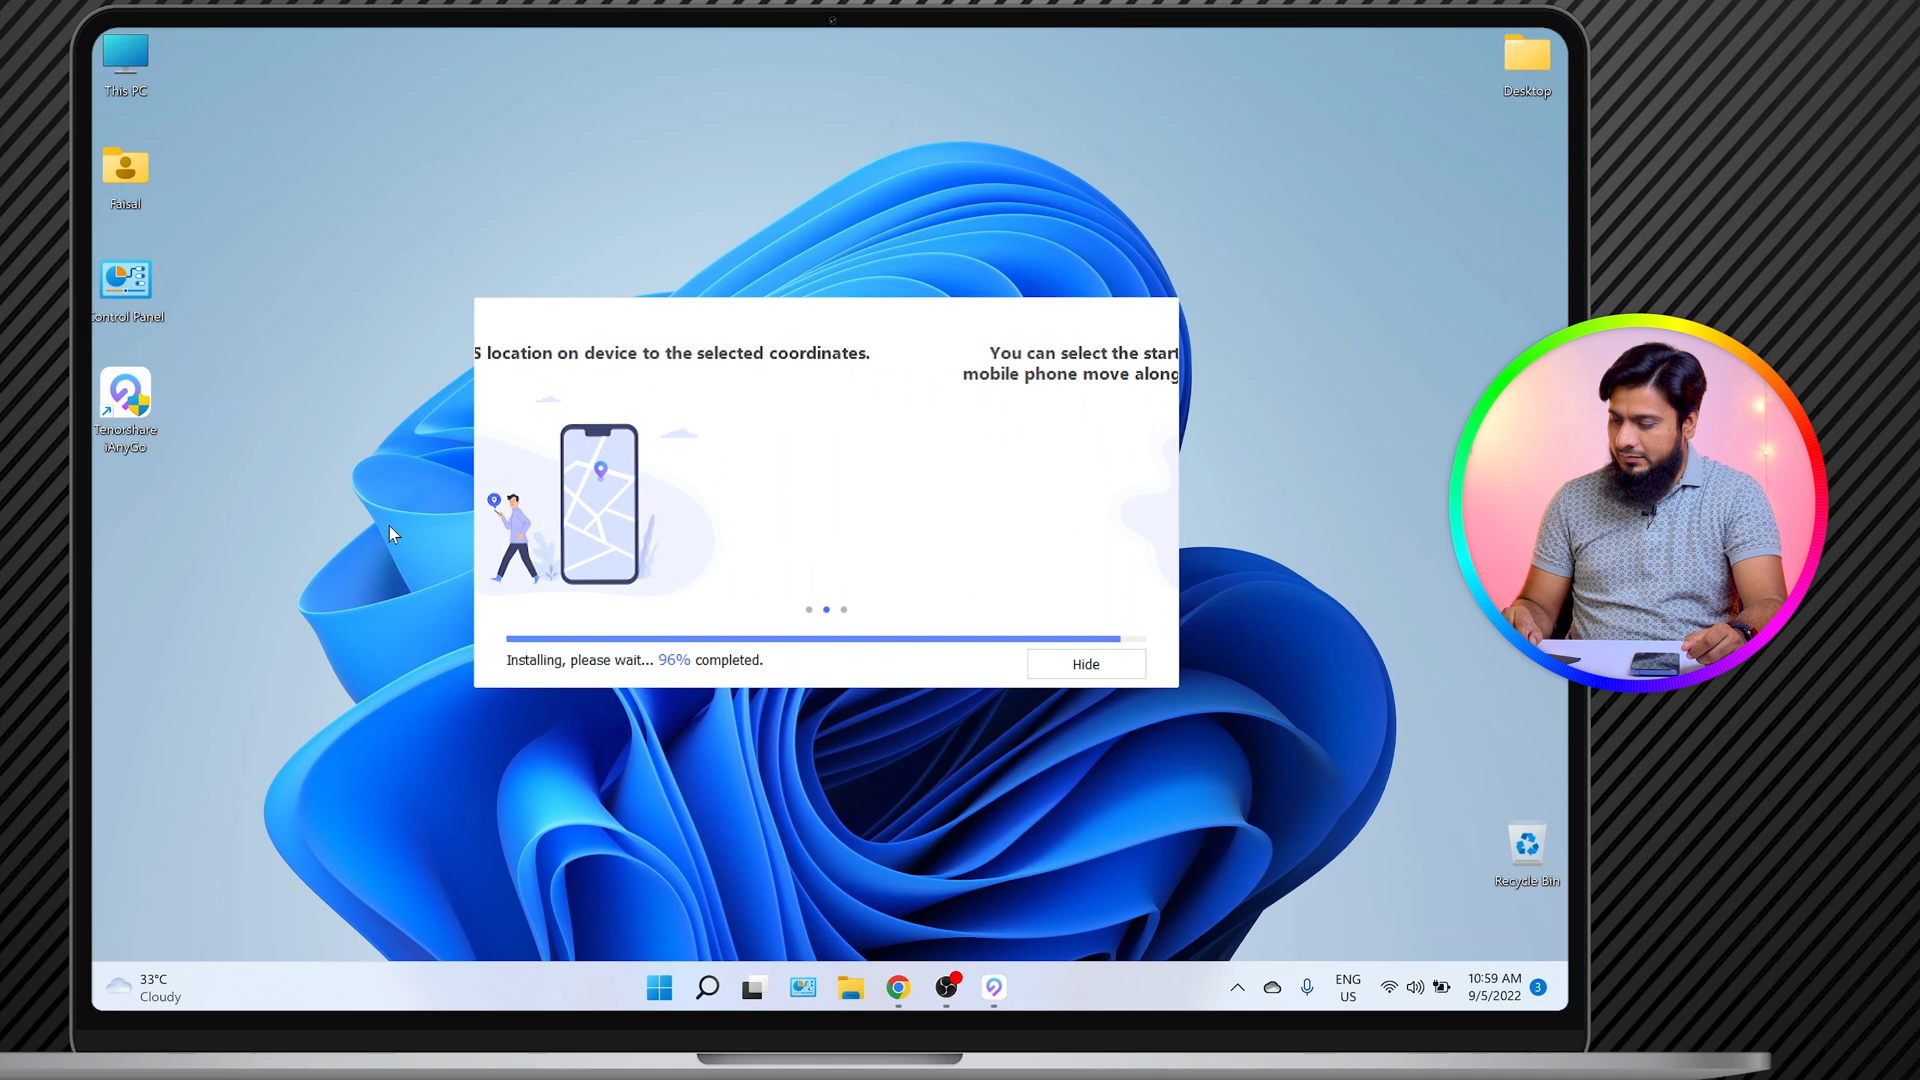 This PC
Faisal
Control Panel
Tenorshare
iAnyGo
Desktop
Recycle Bin
S location on device to the selected coordinates.
You can select the start
mobile phone move along
Installing, please wait... 96% completed.
Hide
33°C
Cloudy
ENG
US
10:59 AM
9/5/2022
3